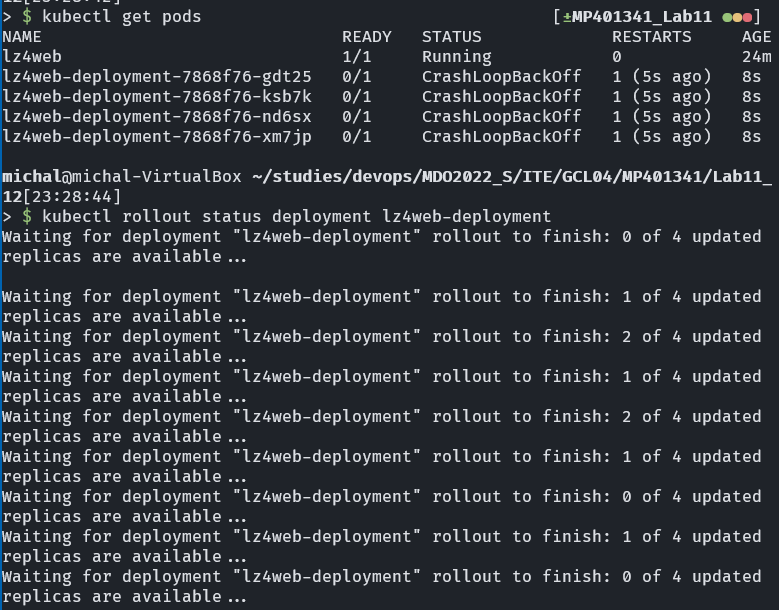 > $ kubectl get pods [±MP401341_Lab11 ●●●]
NAME READY STATUS RESTARTS AGE
lz4web 1/1 Running 0 24m
lz4web-deployment-7868f76-gdt25 0/1 CrashLoopBackOff 1 (5s ago) 8s
lz4web-deployment-7868f76-ksb7k 0/1 CrashLoopBackOff 1 (5s ago) 8s
lz4web-deployment-7868f76-nd6sx 0/1 CrashLoopBackOff 1 (5s ago) 8s
lz4web-deployment-7868f76-xm7jp 0/1 CrashLoopBackOff 1 (5s ago) 8s
michal@michal-VirtualBox ~/studies/devops/MDO2022_S/ITE/GCL04/MP401341/Lab11_
12[23:28:44]
> $ kubectl rollout status deployment lz4web-deployment
Waiting for deployment "lz4web-deployment" rollout to finish: 0 of 4 updated
replicas are available...
Waiting for deployment "lz4web-deployment" rollout to finish: 1 of 4 updated
replicas are available...
Waiting for deployment "lz4web-deployment" rollout to finish: 2 of 4 updated
replicas are available...
Waiting for deployment "lz4web-deployment" rollout to finish: 1 of 4 updated
replicas are available...
Waiting for deployment "lz4web-deployment" rollout to finish: 2 of 4 updated
replicas are available...
Waiting for deployment "lz4web-deployment" rollout to finish: 1 of 4 updated
replicas are available...
Waiting for deployment "lz4web-deployment" rollout to finish: 0 of 4 updated
replicas are available...
Waiting for deployment "lz4web-deployment" rollout to finish: 1 of 4 updated
replicas are available...
Waiting for deployment "lz4web-deployment" rollout to finish: 0 of 4 updated
replicas are available...